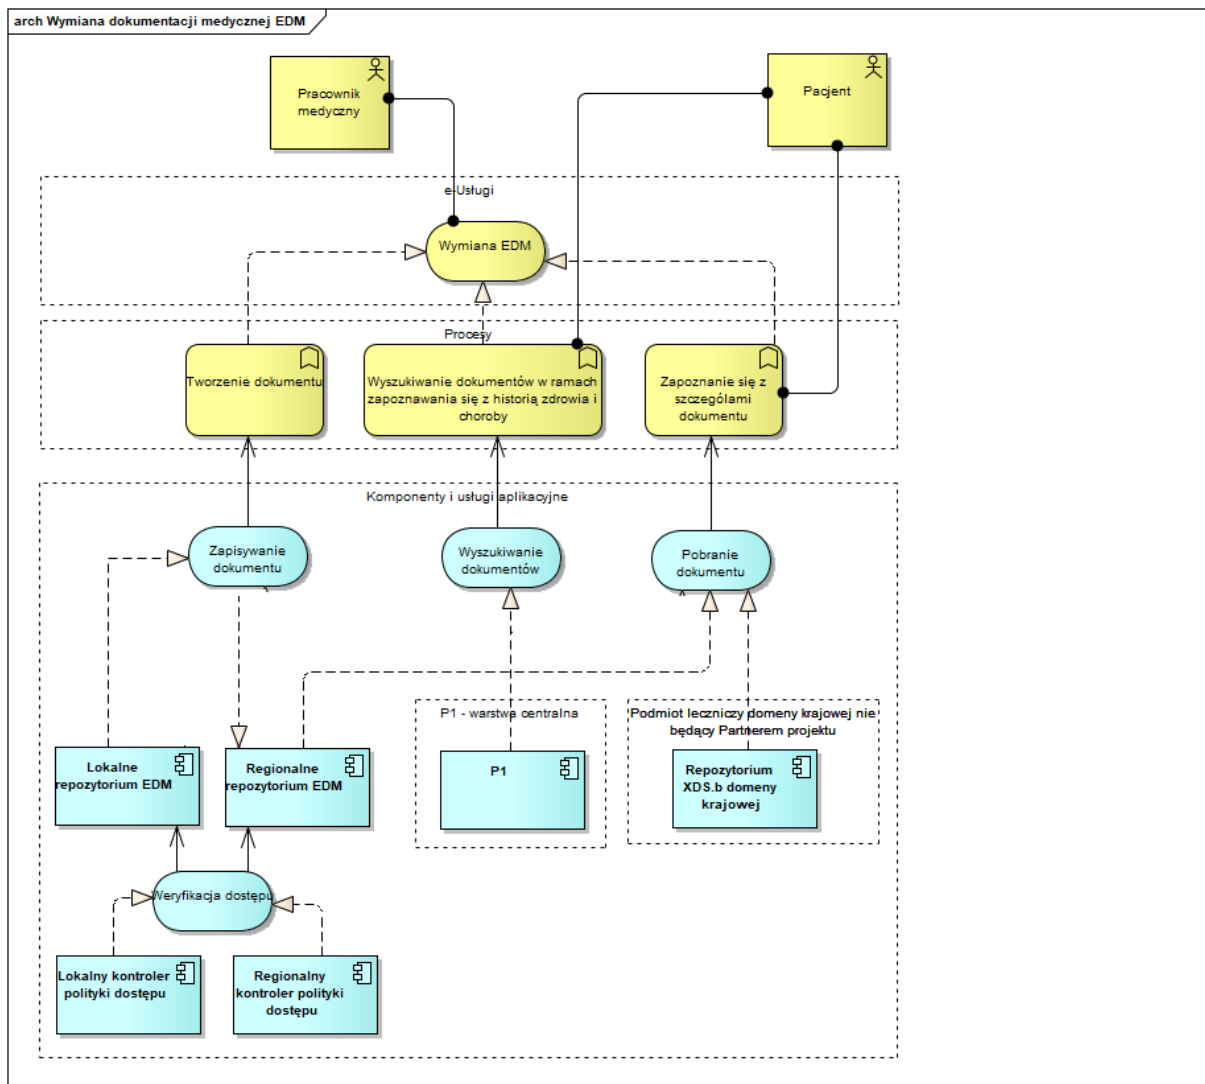 arch Wymiana dokumentacji medycznej EDM
Pracownik
medyczny
Pacjent
e-Usługi
Wymiana EDM
Procesy
Tworzenie dokumentu
Wyszukiwanie dokumentów w ramach
zapoznawania się z historią zdrowia i
choroby
Zapoznanie się z
szczególami
dokumentu
Komponenty i usługi aplikacyjne
Zapisywanie
dokumentu
Wyszukiwanie
dokumentów
Pobranie
dokumentu
P1 - warstwa centralna
Podmiot leczniczy domeny krajowej nie
będący Partnerem projektu
Lokalne
repozytorium EDM
Regionalne
repozytorium EDM
P1
Repozytorium
XDS.b domeny
krajowej
Weryfikacja dostępu
Lokalny kontroler
polityki dostępu
Regionalny
kontroler polityki
dostępu